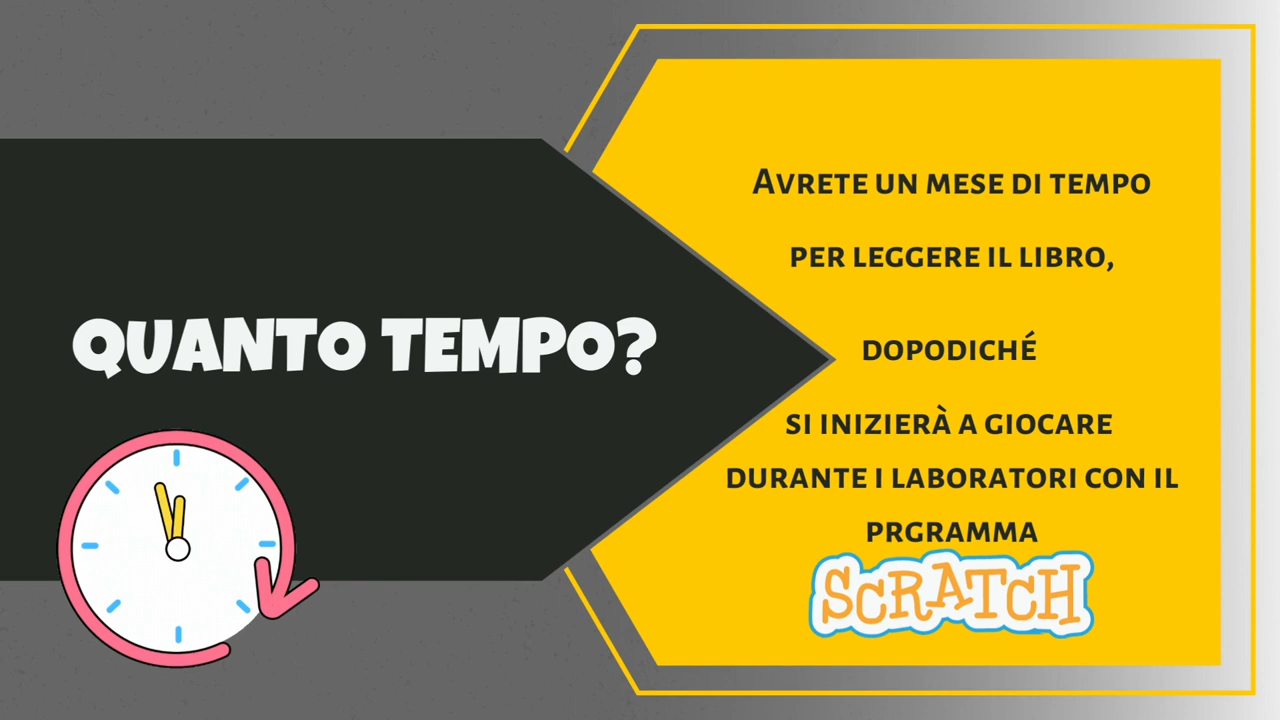 QUANTO TEMPO?
AVRETE UN MESE DI TEMPO
PER LEGGERE IL LIBRO,
DOPODICHÉ
SI INIZIERÀ A GIOCARE
DURANTE I LABORATORI CON IL
PRGRAMMA
SCRATCH